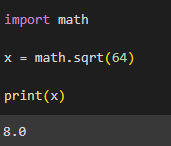 import math
x = math.sqrt(64)
print(x)
8.0